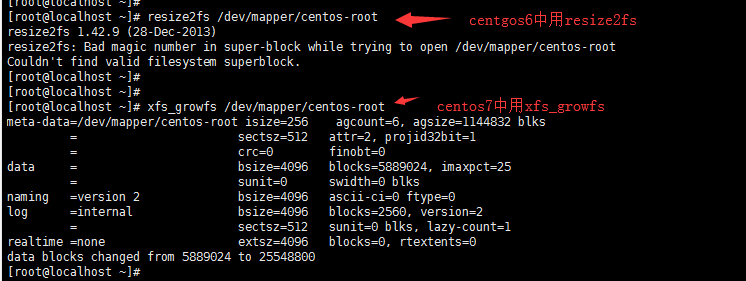 [root@localhost ~]#
[root@localhost ~]# resize2fs /dev/mapper/centos-root centgos6中用resize2fs
resize2fs 1.42.9 (28-Dec-2013)
resize2fs: Bad magic number in super-block while trying to open /dev/mapper/centos-root
Couldn't find valid filesystem superblock.
[root@localhost ~]#
[root@localhost ~]#
[root@localhost ~]# xfs_growfs /dev/mapper/centos-root centos7中用xfs_growfs
meta-data=/dev/mapper/centos-root isize=256    agcount=6, agsize=1144832 blks
         =                       sectsz=512   attr=2, projid32bit=1
         =                       crc=0        finobt=0
data     =                       bsize=4096   blocks=5889024, imaxpct=25
         =                       sunit=0      swidth=0 blks
naming   =version 2              bsize=4096   ascii-ci=0 ftype=0
log      =internal               bsize=4096   blocks=2560, version=2
         =                       sectsz=512   sunit=0 blks, lazy-count=1
realtime =none                   extsz=4096   blocks=0, rtextents=0
data blocks changed from 5889024 to 25548800
[root@localhost ~]#